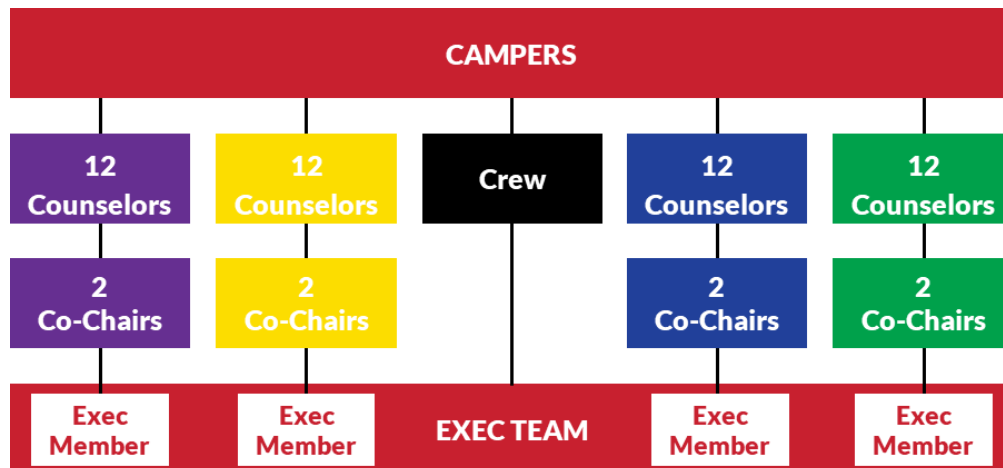 CAMPERS
12
Counselors
12
Counselors
Crew
12
Counselors
12
Counselors
2
Co-Chairs
2
Co-Chairs
2
Co-Chairs
2
Co-Chairs
Exec
Member
Exec
Member
EXEC TEAM
Exec
Member
Exec
Member